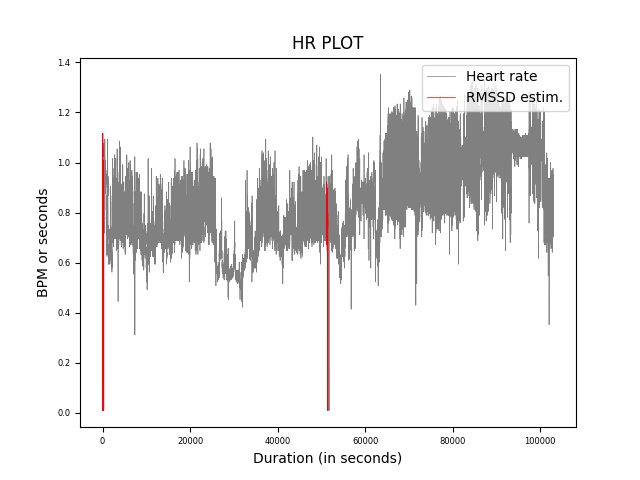 HR PLOT
Heart rate
RMSSD estim.
BPM or seconds
1.4
1.2
1.0
0.8
0.6
0.4
0.2
0.0
0
20000
40000
60000
80000
100000
Duration (in seconds)